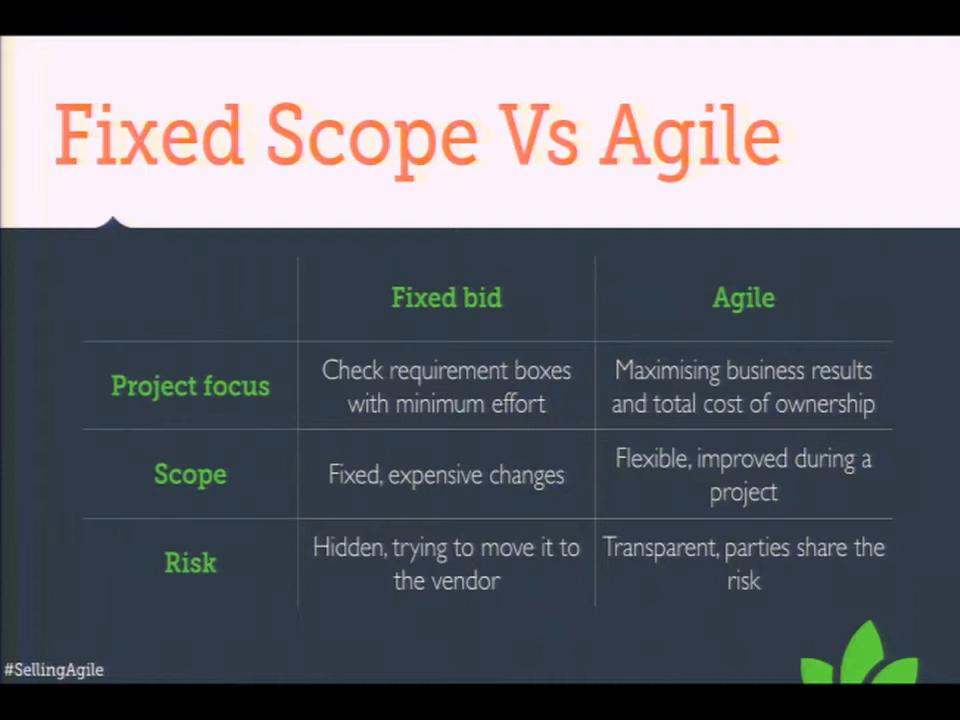 Fixed Scope Vs Agile
Fixed bid
Agile
Project focus
Check requirement boxes
with minimum effort
Maximising business results
and total cost of ownership
Scope
Fixed, expensive changes
Flexible, improved during a
project
Risk
Hidden, trying to move it to
the vendor
Transparent, parties share the
risk
#SellingAgile